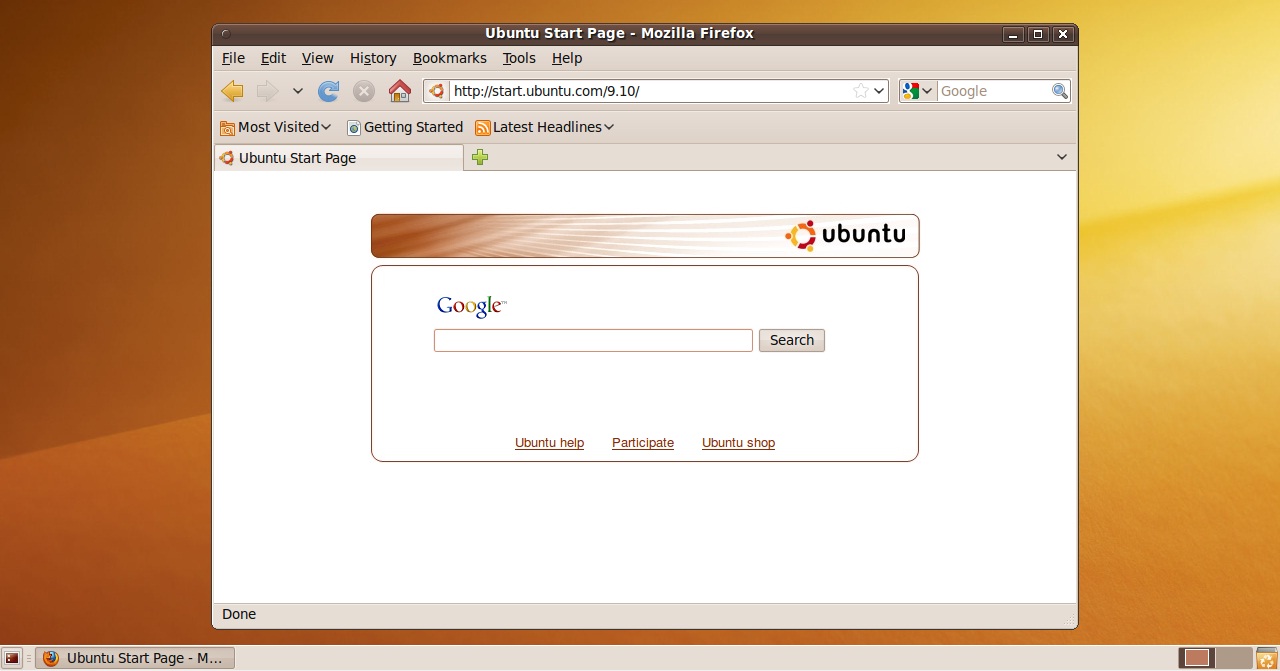 Ubuntu Start Page - Mozilla Firefox
File Edit View History Bookmarks Tools Help
http://start.ubuntu.com/9.10/ Google
Most Visited Getting Started Latest Headlines
Ubuntu Start Page
ubuntu
Google™
Search
Ubuntu help Participate Ubuntu shop
Done
Ubuntu Start Page - M...